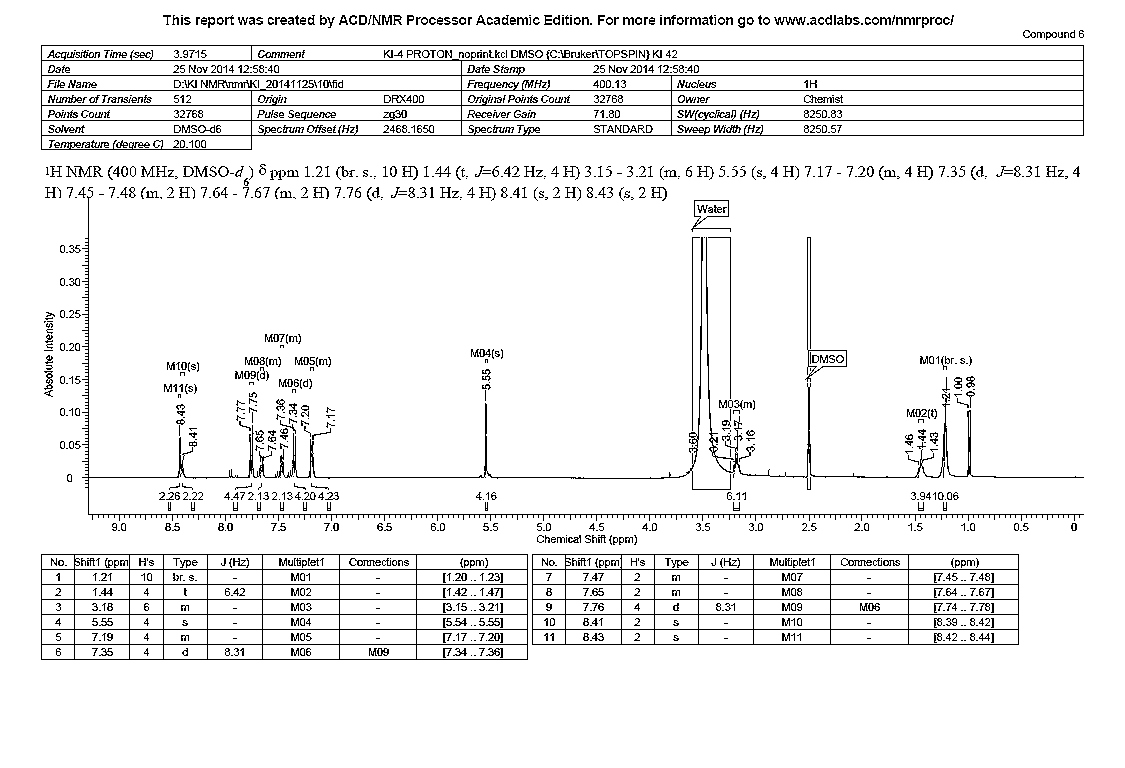 This report was created by ACD/NMR Processor Academic Edition. For more information go to www.acdlabs.com/nmrproc/
Compound 6
Acquisition Time (sec) 3.9715 Comment KI-4 PROTON_noprint.kcl DMSO {C:\Bruker\TOPSPIN} KI 42
Date 25 Nov 2014 12:58:40 Date Stamp 25 Nov 2014 12:58:40
File Name D:\KI NMR\nmr\KI_20141125\10\fid Frequency (MHz) 400.13 Nucleus 1H
Number of Transients 512 Origin DRX400 Original Points Count 32768 Owner Chemist
Points Count 32768 Pulse Sequence zg30 Receiver Gain 71.80 SW(cyclical) (Hz) 8250.83
Solvent DMSO-d6 Spectrum Offset (Hz) 2468.1650 Spectrum Type STANDARD Sweep Width (Hz) 8250.57
Temperature (degree C) 20.100
1H NMR (400 MHz, DMSO-d6) δ ppm 1.21 (br. s., 10 H) 1.44 (t, J=6.42 Hz, 4 H) 3.15 - 3.21 (m, 6 H) 5.55 (s, 4 H) 7.17 - 7.20 (m, 4 H) 7.35 (d, J=8.31 Hz, 4
H) 7.45 - 7.48 (m, 2 H) 7.64 - 7.67 (m, 2 H) 7.76 (d, J=8.31 Hz, 4 H) 8.41 (s, 2 H) 8.43 (s, 2 H)
Water
0.35
0.30
0.25
0.20
0.15
0.10
0.05
0
Absolute Intensity
M07(m)
M10(s) M08(m) M05(m) M04(s) DMSO M01(br. s.)
M09(d)
M11(s) M06(d)
M03(m) M02(t)
8.43 8.41 7.77 7.75 7.65 7.64 7.46 7.36 7.34 7.20 7.17 5.55 3.60 3.21 3.19 3.17 3.16 1.46 1.44 1.43 1.21 1.00 0.98
2.26 2.22 4.47 2.13 2.13 4.20 4.23 4.16 6.11 3.94 10.06
9.0 8.5 8.0 7.5 7.0 6.5 6.0 5.5 5.0 4.5 4.0 3.5 3.0 2.5 2.0 1.5 1.0 0.5 0
Chemical Shift (ppm)
No. Shift1 (ppm) H's Type J (Hz) Multiplet1 Connections (ppm)
1 1.21 10 br. s. - M01 - [1.20 .. 1.23]
2 1.44 4 t 6.42 M02 - [1.42 .. 1.47]
3 3.18 6 m - M03 - [3.15 .. 3.21]
4 5.55 4 s - M04 - [5.54 .. 5.55]
5 7.19 4 m - M05 - [7.17 .. 7.20]
6 7.35 4 d 8.31 M06 M09 [7.34 .. 7.36]
No. Shift1 (ppm) H's Type J (Hz) Multiplet1 Connections (ppm)
7 7.47 2 m - M07 - [7.45 .. 7.48]
8 7.65 2 m - M08 - [7.64 .. 7.67]
9 7.76 4 d 8.31 M09 M06 [7.74 .. 7.78]
10 8.41 2 s - M10 - [8.39 .. 8.42]
11 8.43 2 s - M11 - [8.42 .. 8.44]